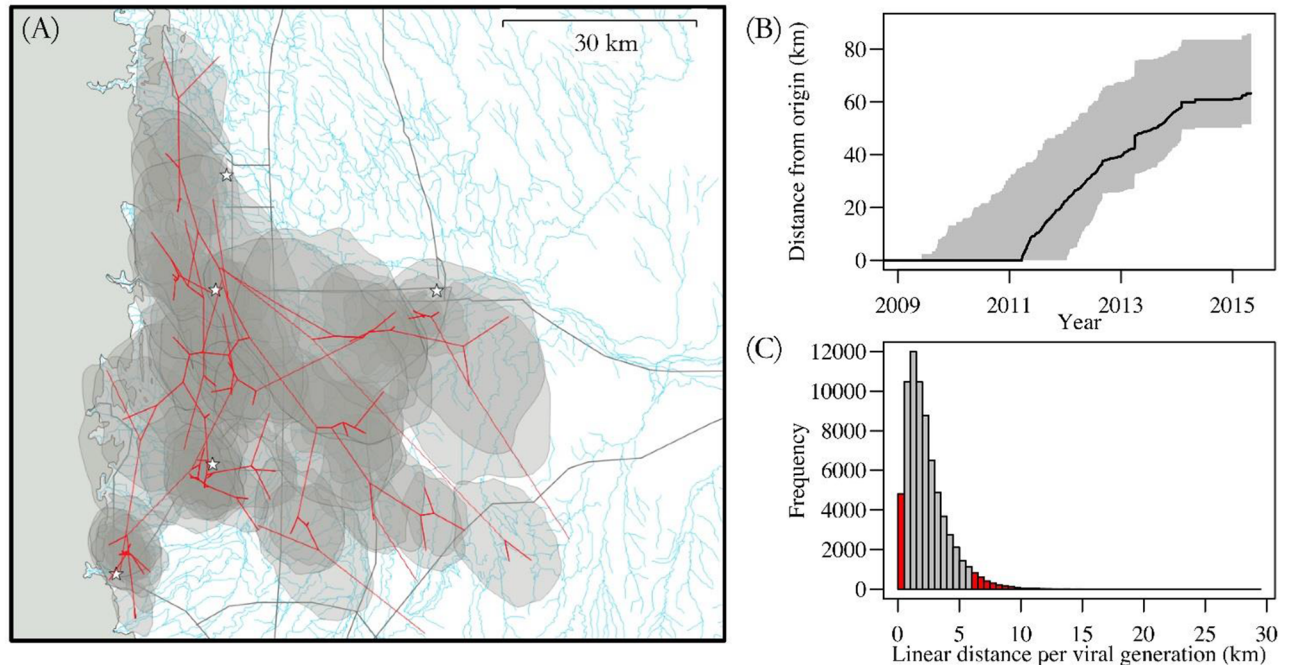 (A)
30 km
(B)
Distance from origin (km)
80
60
40
20
0
2009
2011
2013
2015
Year
(C)
Frequency
12000
10000
8000
6000
4000
2000
0
0
5
10
15
20
25
30
Linear distance per viral generation (km)